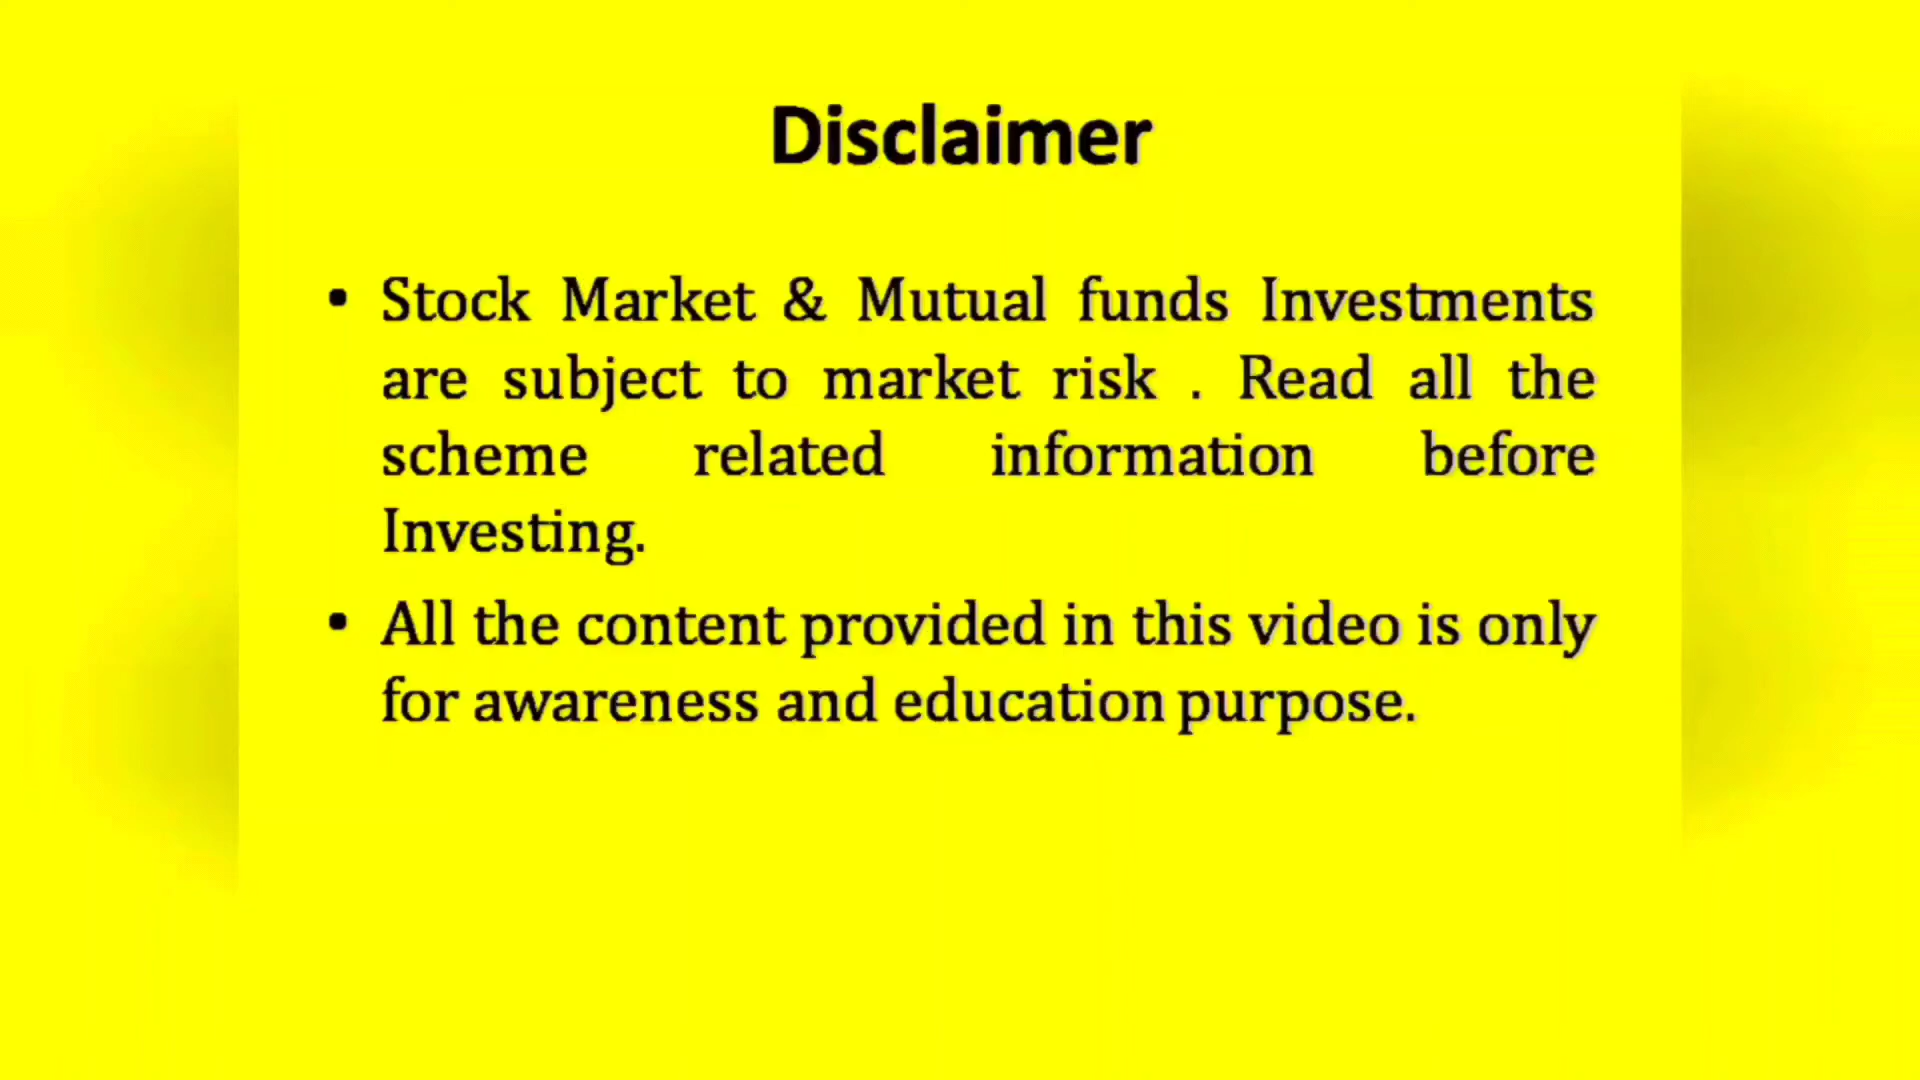 Disclaimer
• Stock Market & Mutual funds Investments
are subject to market risk . Read all the
scheme related information before
Investing.
• All the content provided in this video is only
for awareness and education purpose.